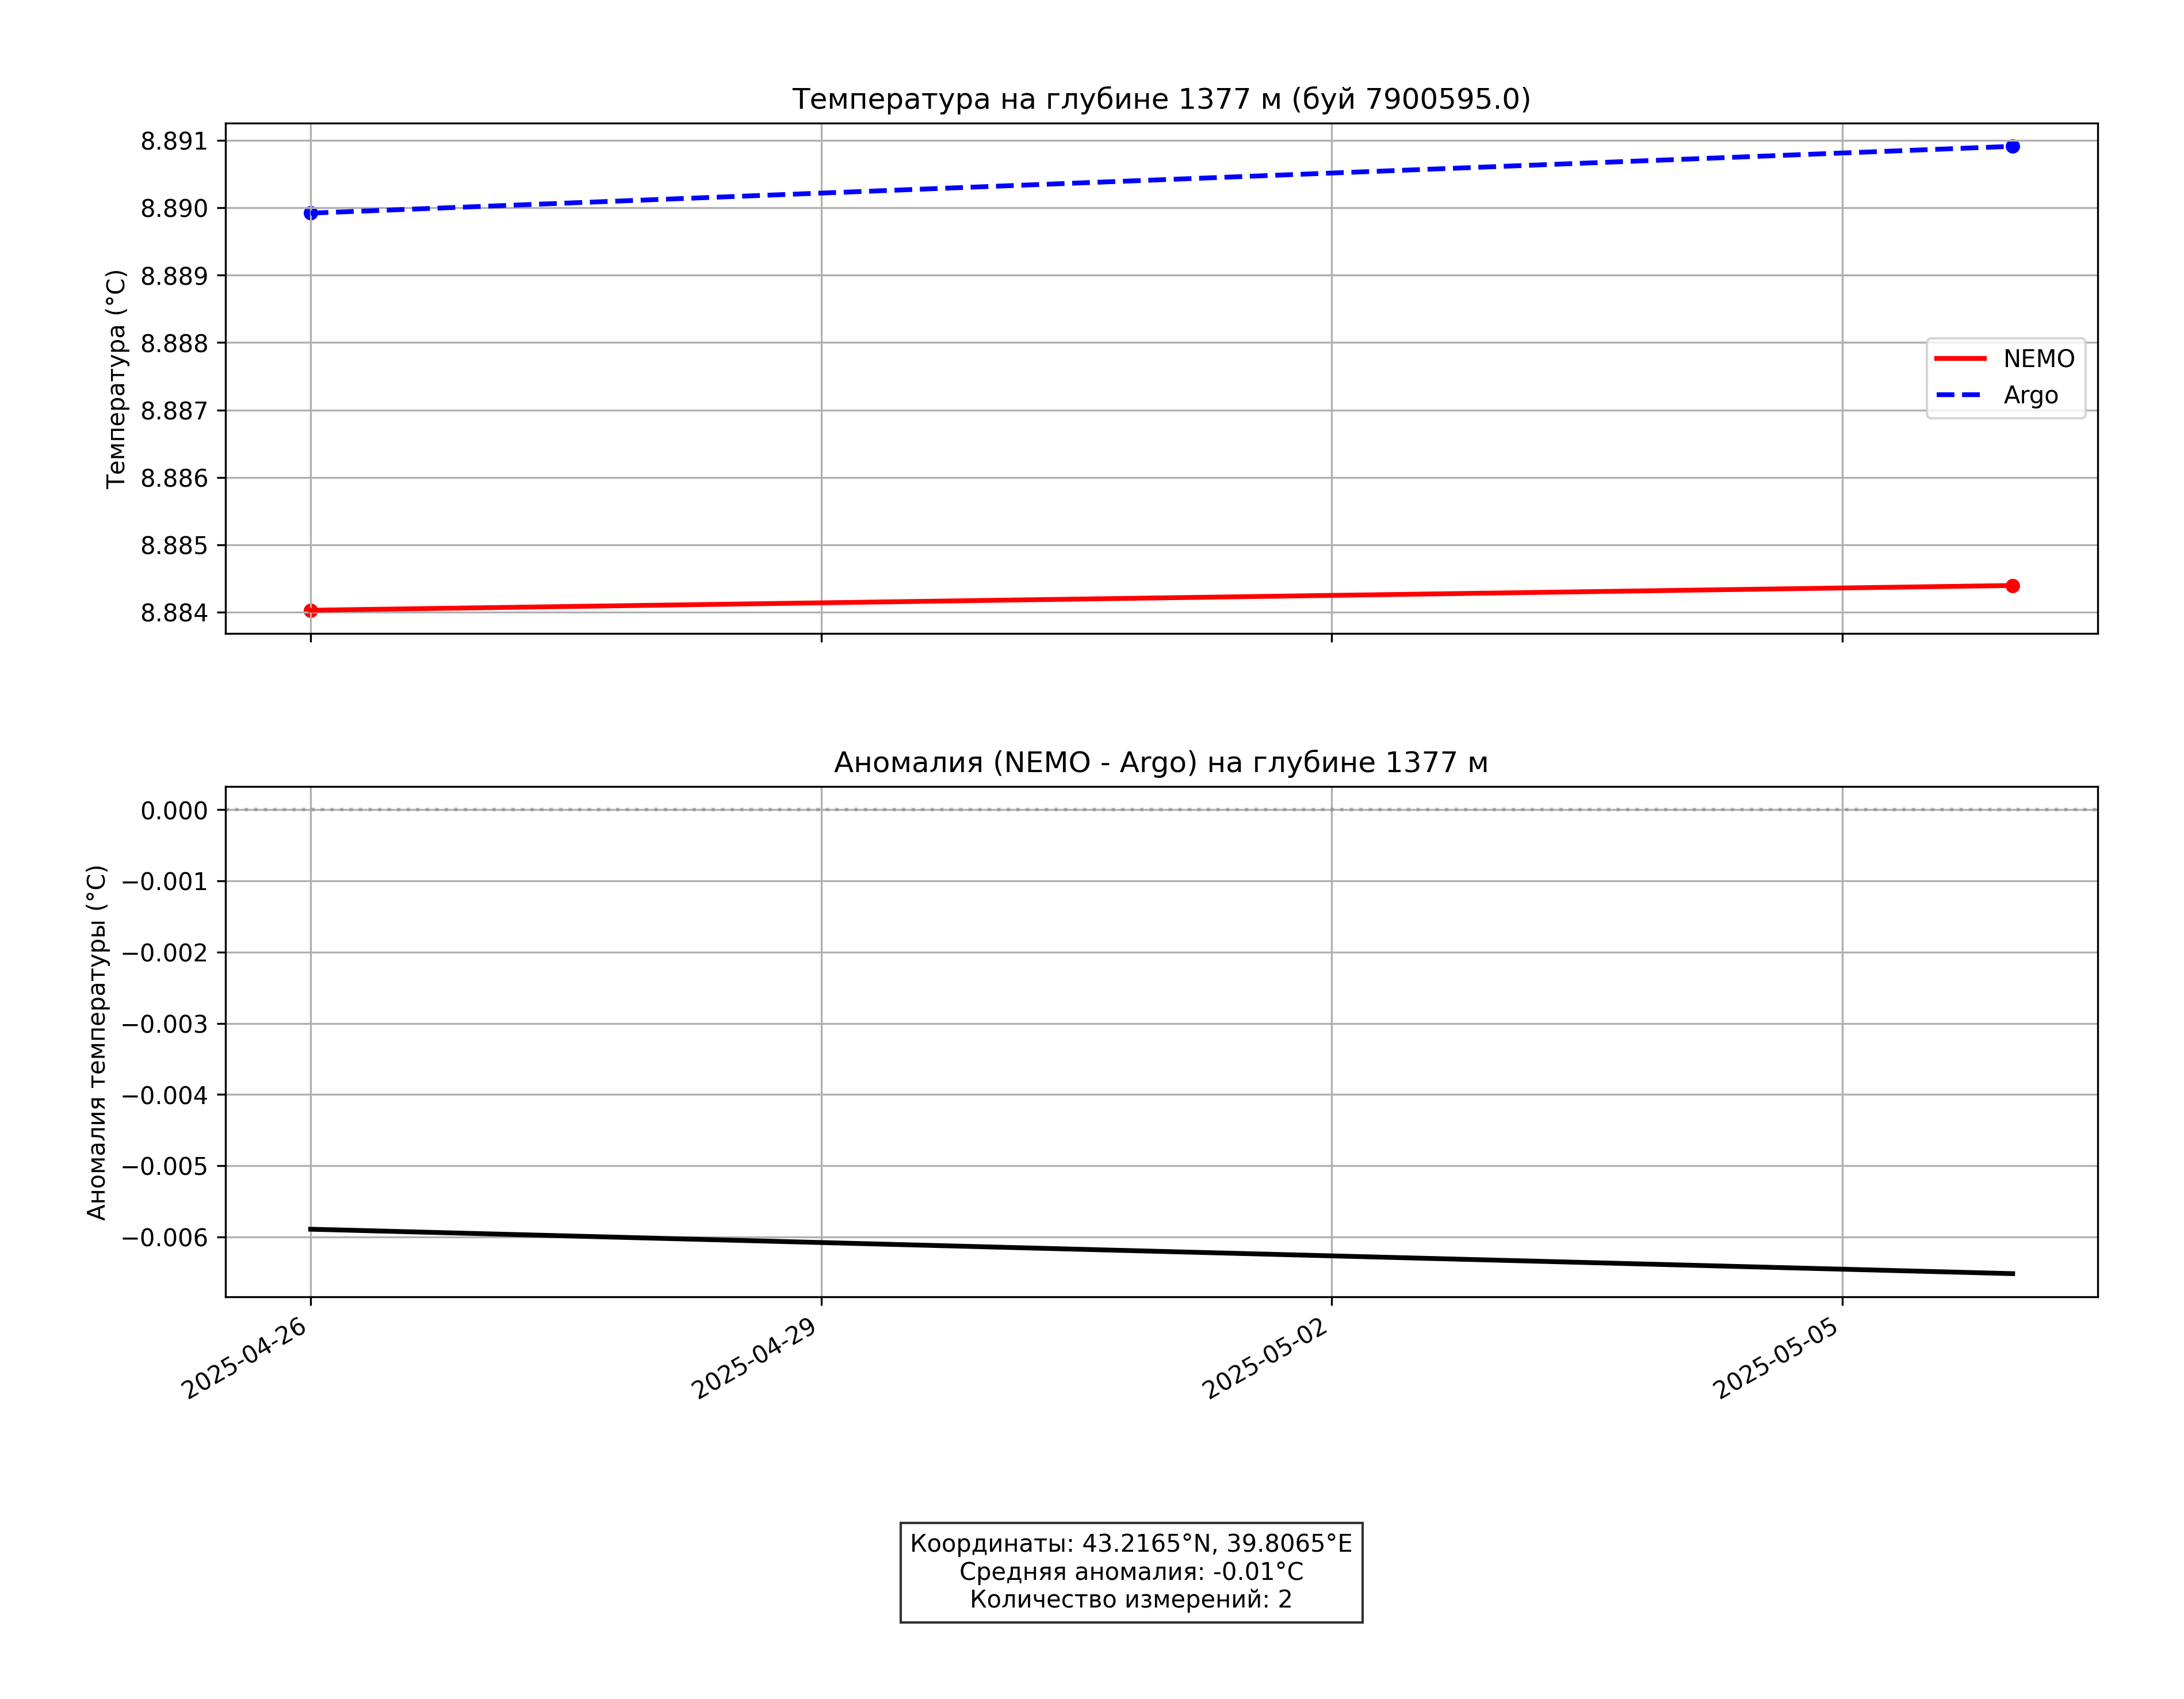 Температура на глубине 1377 м (буй 7900595.0)
Температура (°C)
8.891
8.890
8.889
8.888
8.887
8.886
8.885
8.884
NEMO
Argo
Аномалия (NEMO - Argo) на глубине 1377 м
Аномалия температуры (°C)
0.000
−0.001
−0.002
−0.003
−0.004
−0.005
−0.006
2025-04-26
2025-04-29
2025-05-02
2025-05-05
Координаты: 43.2165°N, 39.8065°E
Средняя аномалия: -0.01°C
Количество измерений: 2